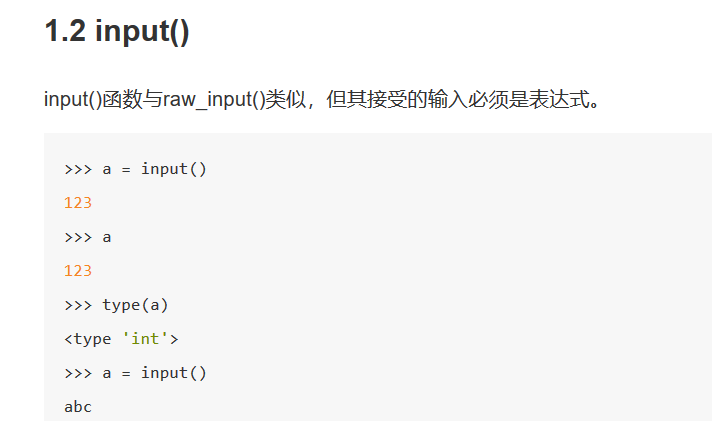 1.2 input()
input()函数与raw_input()类似，但其接受的输入必须是表达式。
>>> a = input()
123
>>> a
123
>>> type(a)
<type 'int'>
>>> a = input()
abc